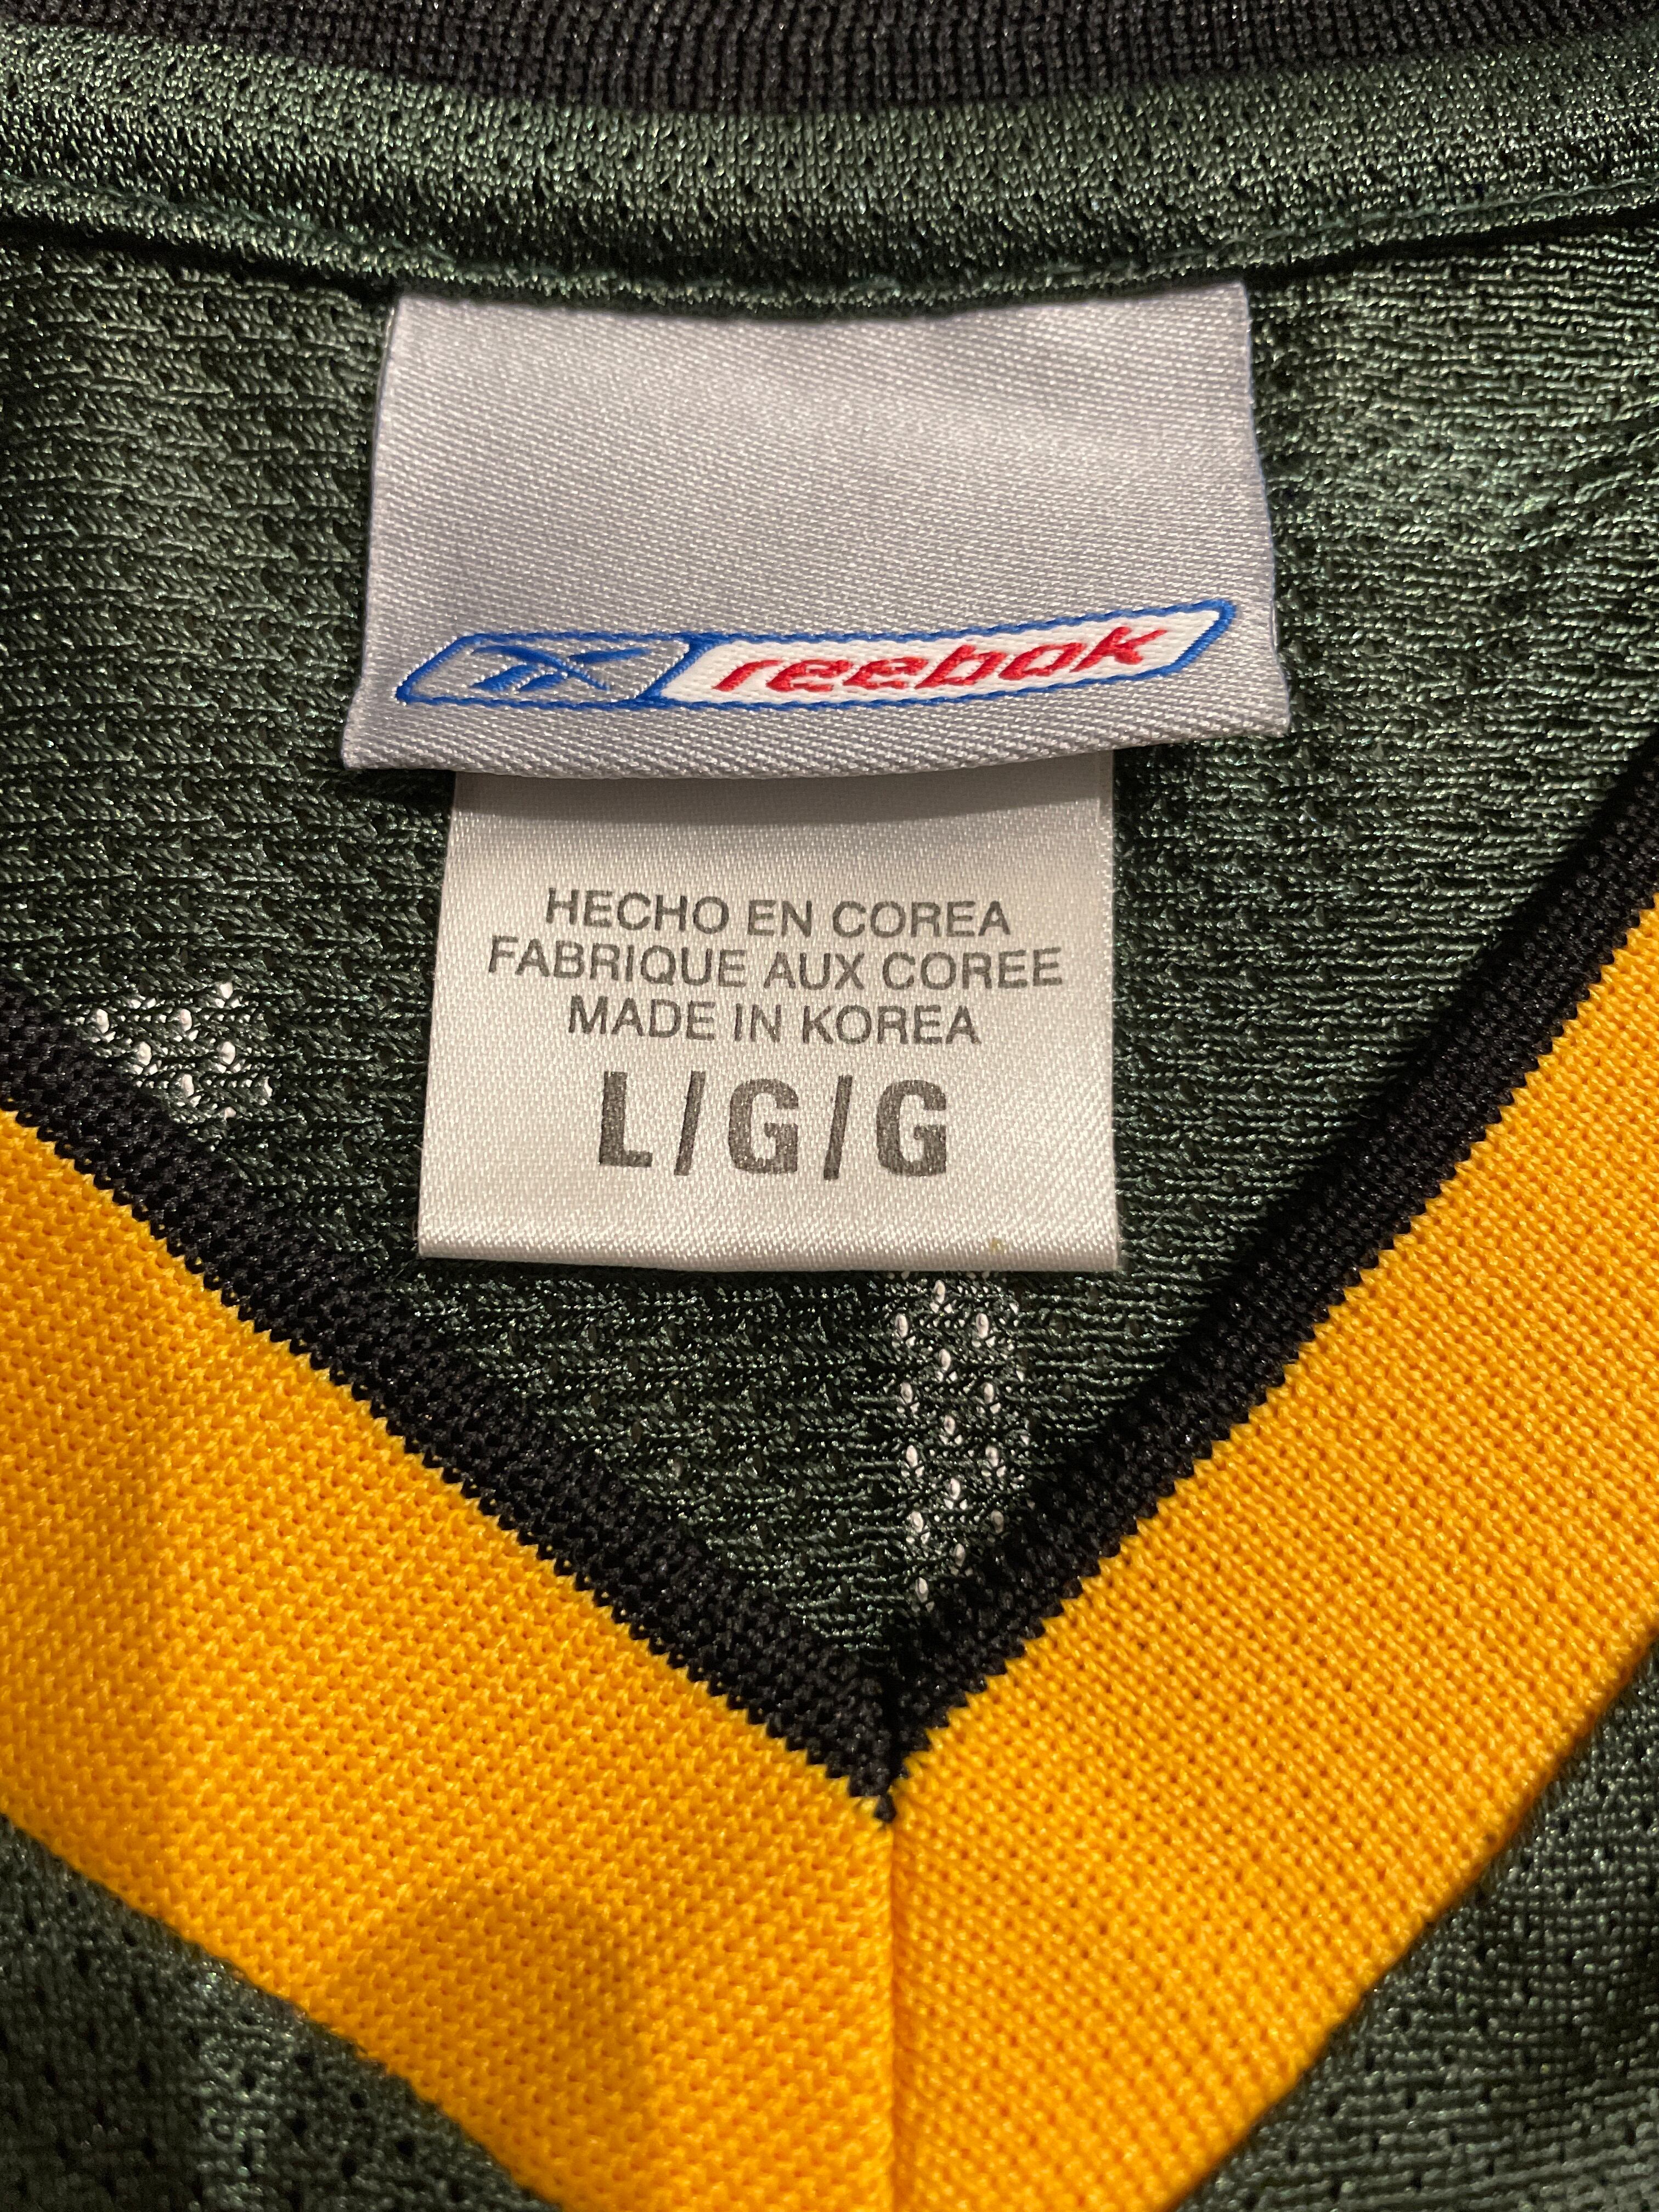 reebok
HECHO EN COREA
FABRIQUE AUX COREE
MADE IN KOREA
L/G/G